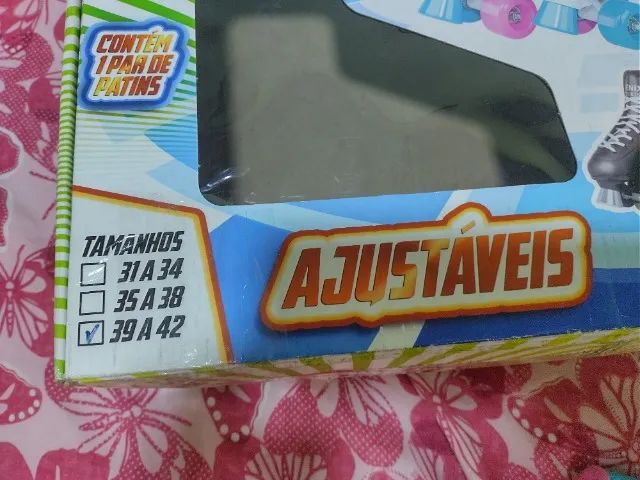 CONTÉM
1 PAR DE
PATINS
TAMANHOS
31 A 34
35 A 38
39 A 42
AJUSTÁVEIS